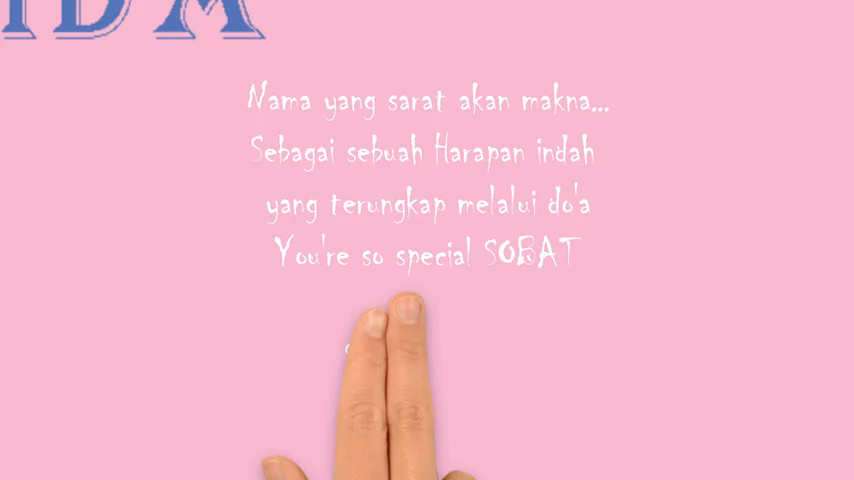 Nama yang sarat akan makna...
Sebagai sebuah Harapan indah
yang terungkap melalui do'a
You're so special SOBAT